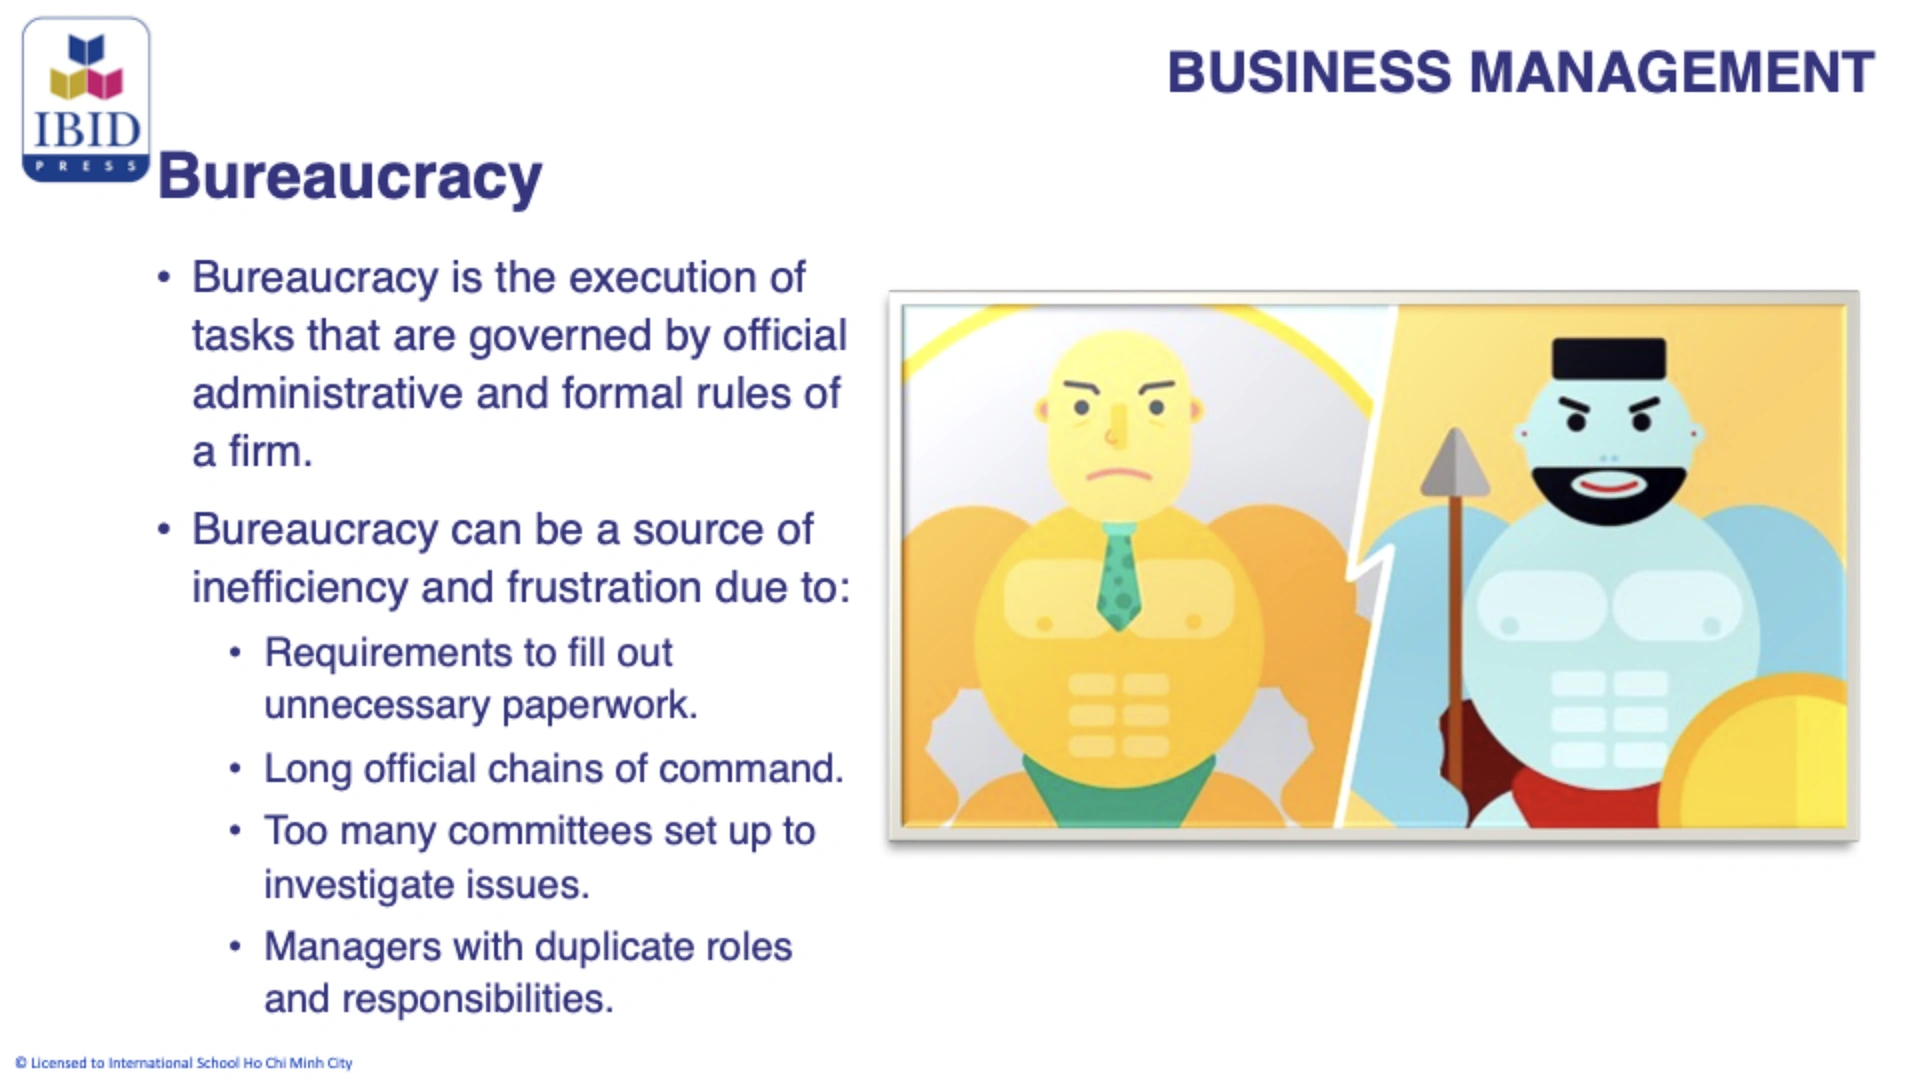 IBID
PRESS
BUSINESS MANAGEMENT
Bureaucracy
• Bureaucracy is the execution of
tasks that are governed by official
administrative and formal rules of
a firm.
• Bureaucracy can be a source of
inefficiency and frustration due to:
• Requirements to fill out
unnecessary paperwork.
• Long official chains of command.
• Too many committees set up to
investigate issues.
• Managers with duplicate roles
and responsibilities.
© Licensed to International School Ho Chi Minh City